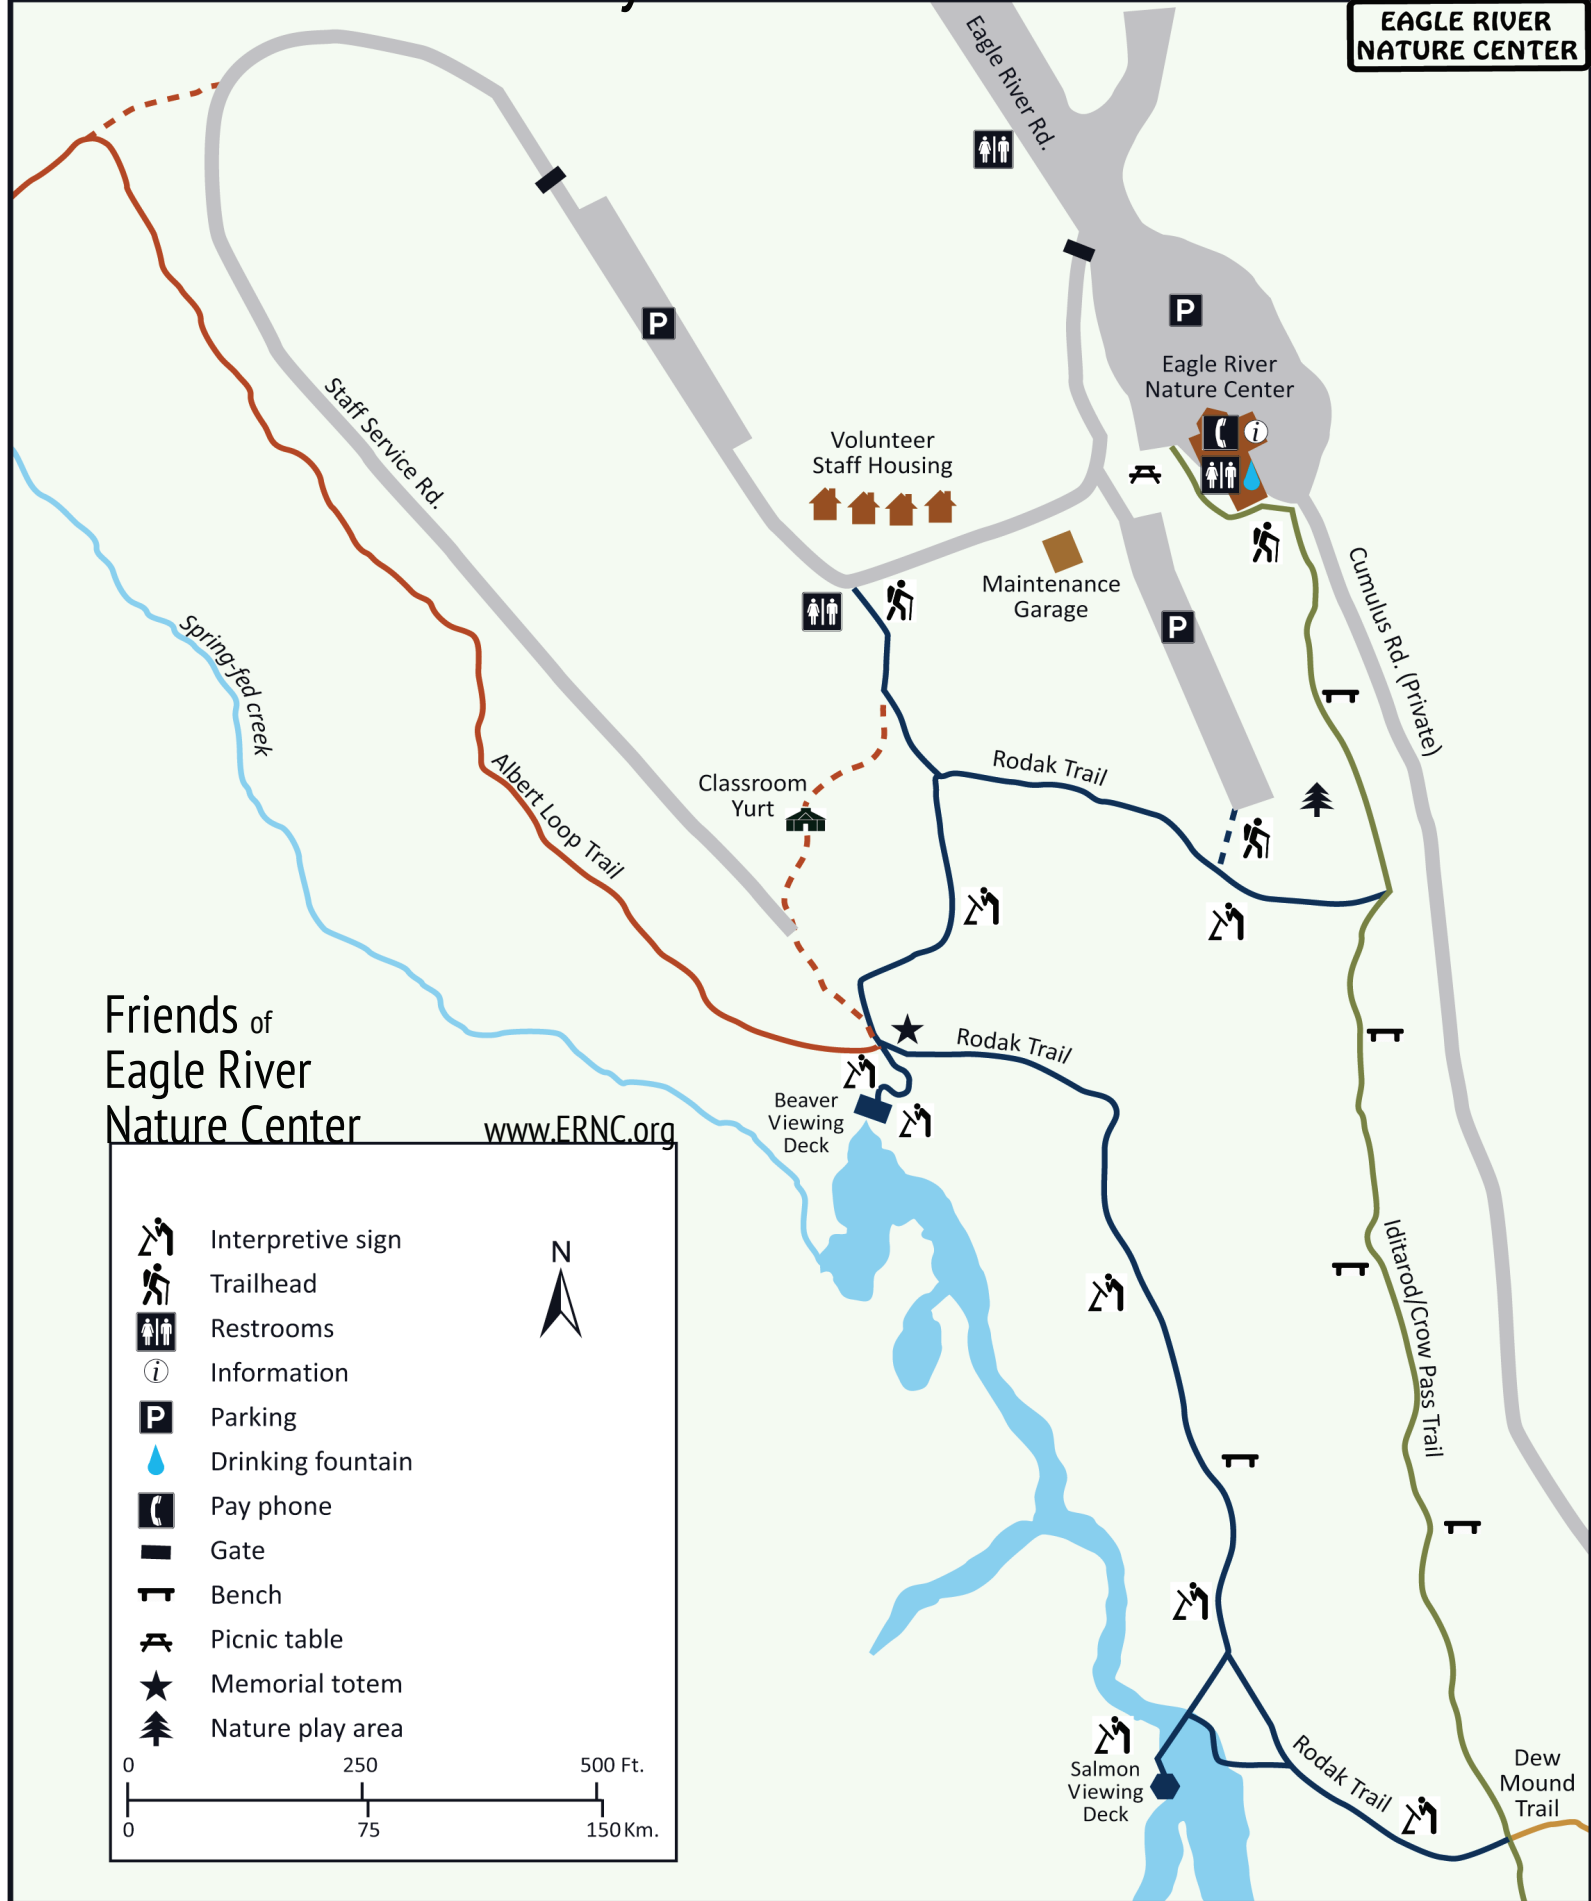 EAGLE RIVER
NATURE CENTER
Eagle River Rd.
P
P
Eagle River
Nature Center
i
Staff Service Rd.
Volunteer
Staff Housing
Maintenance
Garage
Cumulus Rd. (Private)
P
Spring-fed creek
Albert Loop Trail
Classroom
Yurt
Rodak Trail
Rodak Trail
Beaver
Viewing
Deck
Iditarod/Crow Pass Trail
Salmon
Viewing
Deck
Rodak Trail
Dew
Mound
Trail
Friends of
Eagle River
Nature Center
www.ERNC.org
Interpretive sign
Trailhead
Restrooms
i Information
P Parking
Drinking fountain
Pay phone
Gate
Bench
Picnic table
Memorial totem
Nature play area
N
0 250 500 Ft.
0 75 150 Km.